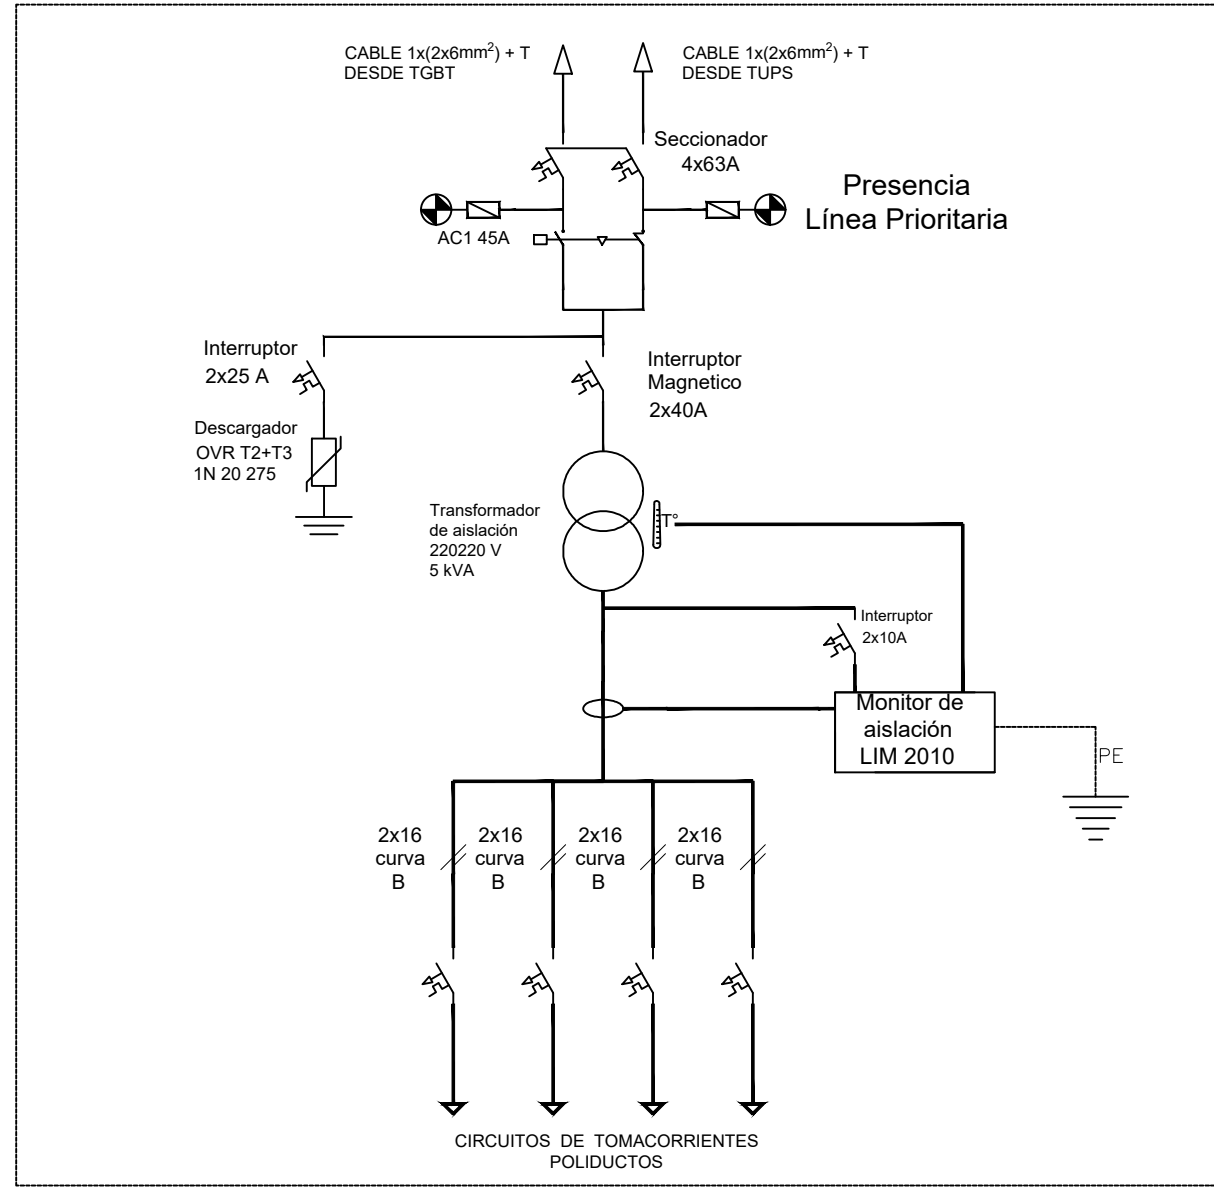 CABLE 1x(2x6mm²) + T
DESDE TGBT
CABLE 1x(2x6mm²) + T
DESDE TUPS
Seccionador
4x63A
Presencia
Línea Prioritaria
AC1 45A
Interruptor
2x25 A
Interruptor
Magnetico
2x40A
Descargador
OVR T2+T3
1N 20 275
Transformador
de aislación
220220 V
5 kVA
T°
Interruptor
2x10A
Monitor de
aislación
LIM 2010
PE
2x16
curva
B
2x16
curva
B
2x16
curva
B
2x16
curva
B
CIRCUITOS DE TOMACORRIENTES
POLIDUCTOS